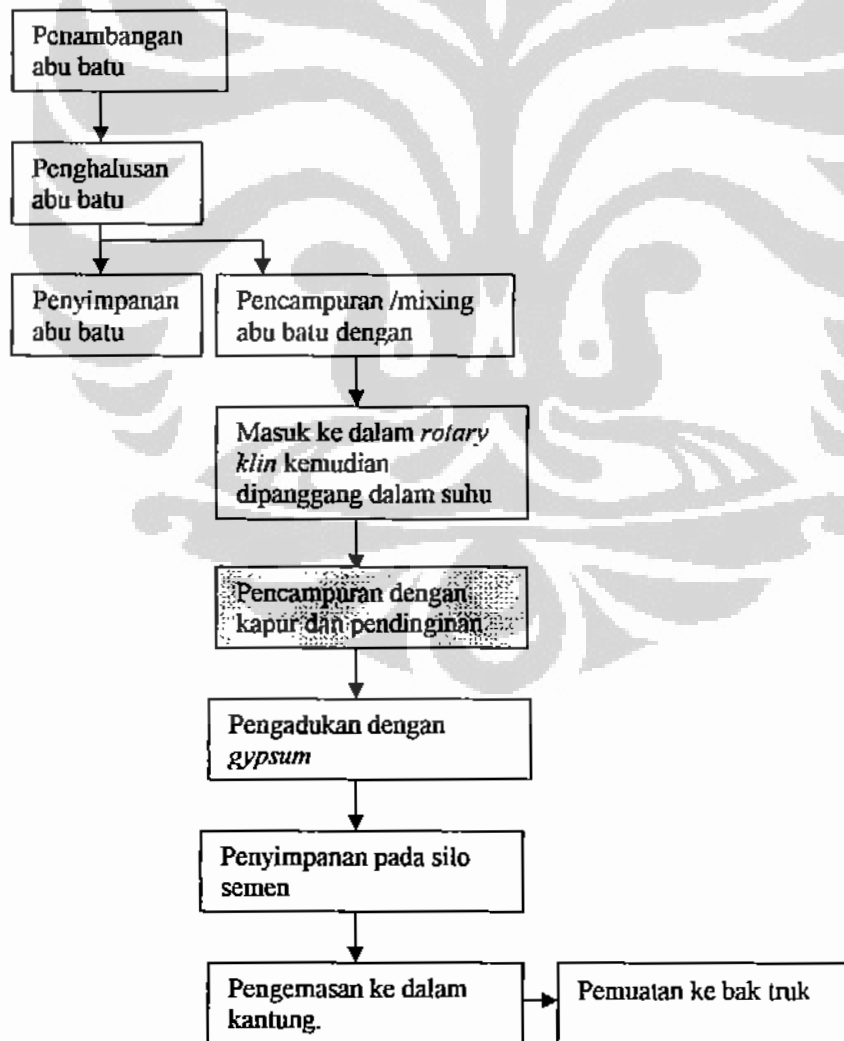 Penambangan
abu batu
Penghalusan
abu batu
Penyimpanan
abu batu
Pencampuran /mixing
abu batu dengan
Masuk ke dalam rotary
klin kemudian
dipanggang dalam suhu
Pencampuran dengan
kapur dan pendinginan
Pengadukan dengan
gypsum
Penyimpanan pada silo
semen
Pengemasan ke dalam
kantung.
Pemuatan ke bak truk